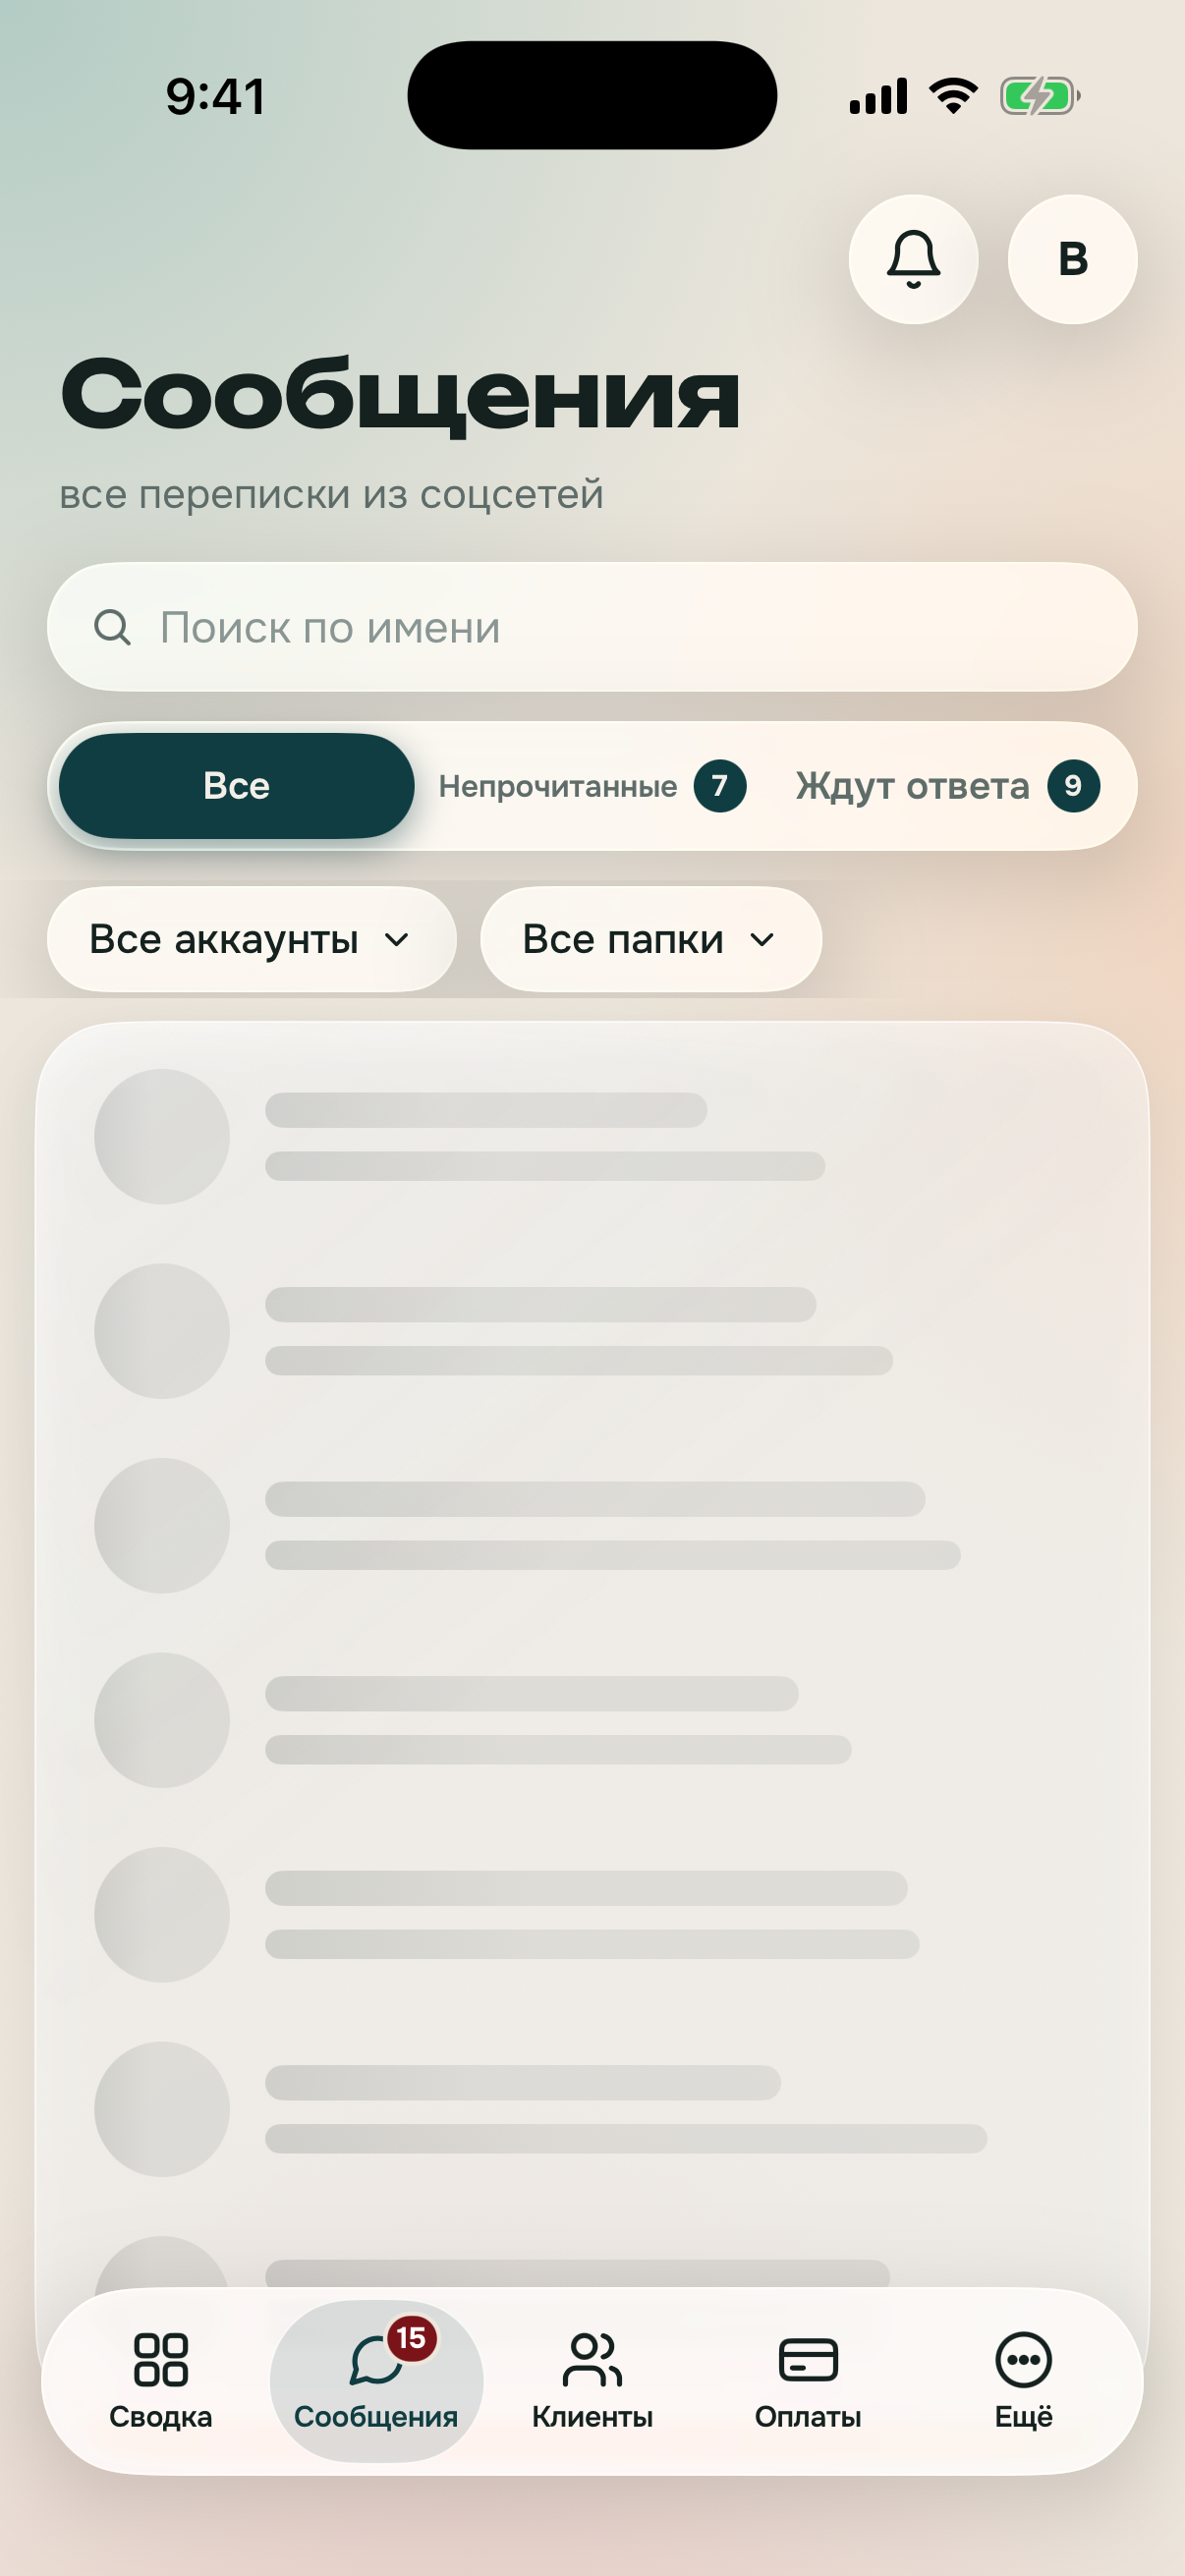 9:41
В
Сообщения
все переписки из соцсетей
Поиск по имени
Все Непрочитанные 7 Ждут ответа 9
Все аккаунты Все папки
15
Сводка Сообщения Клиенты Оплаты Ещё